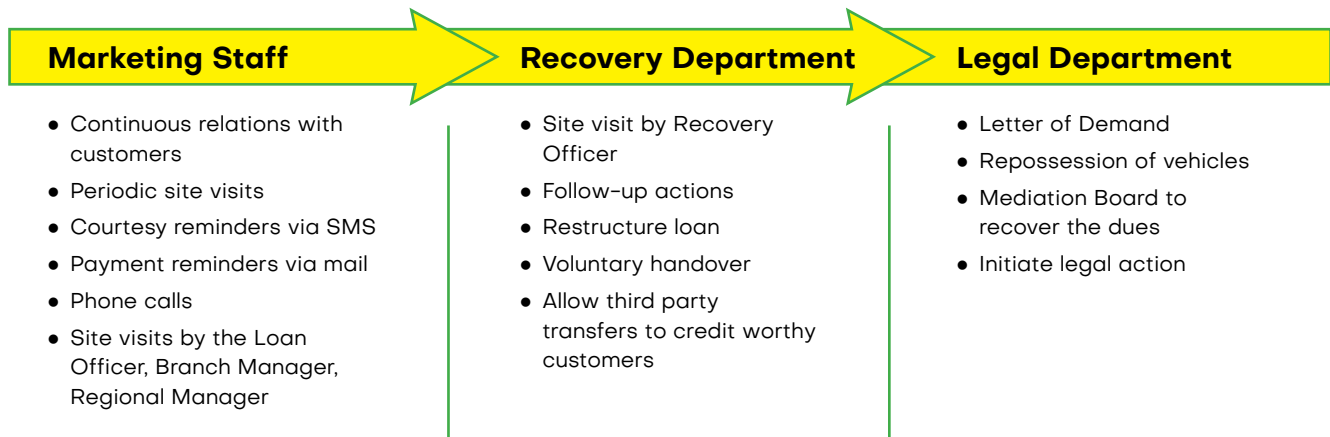 Marketing Staff
• Continuous relations with
customers
• Periodic site visits
• Courtesy reminders via SMS
• Payment reminders via mail
• Phone calls
• Site visits by the Loan
Officer, Branch Manager,
Regional Manager
Recovery Department
• Site visit by Recovery
Officer
• Follow-up actions
• Restructure loan
• Voluntary handover
• Allow third party
transfers to credit worthy
customers
Legal Department
• Letter of Demand
• Repossession of vehicles
• Mediation Board to
recover the dues
• Initiate legal action